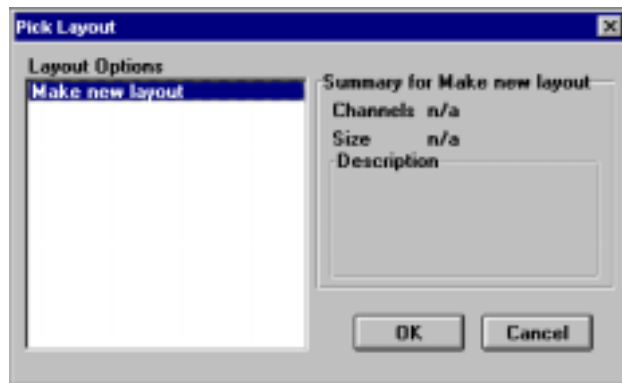 Pick Layout
Layout Options
Make new layout
Summary for Make new layout
Channels n/a
Size n/a
Description
OK
Cancel